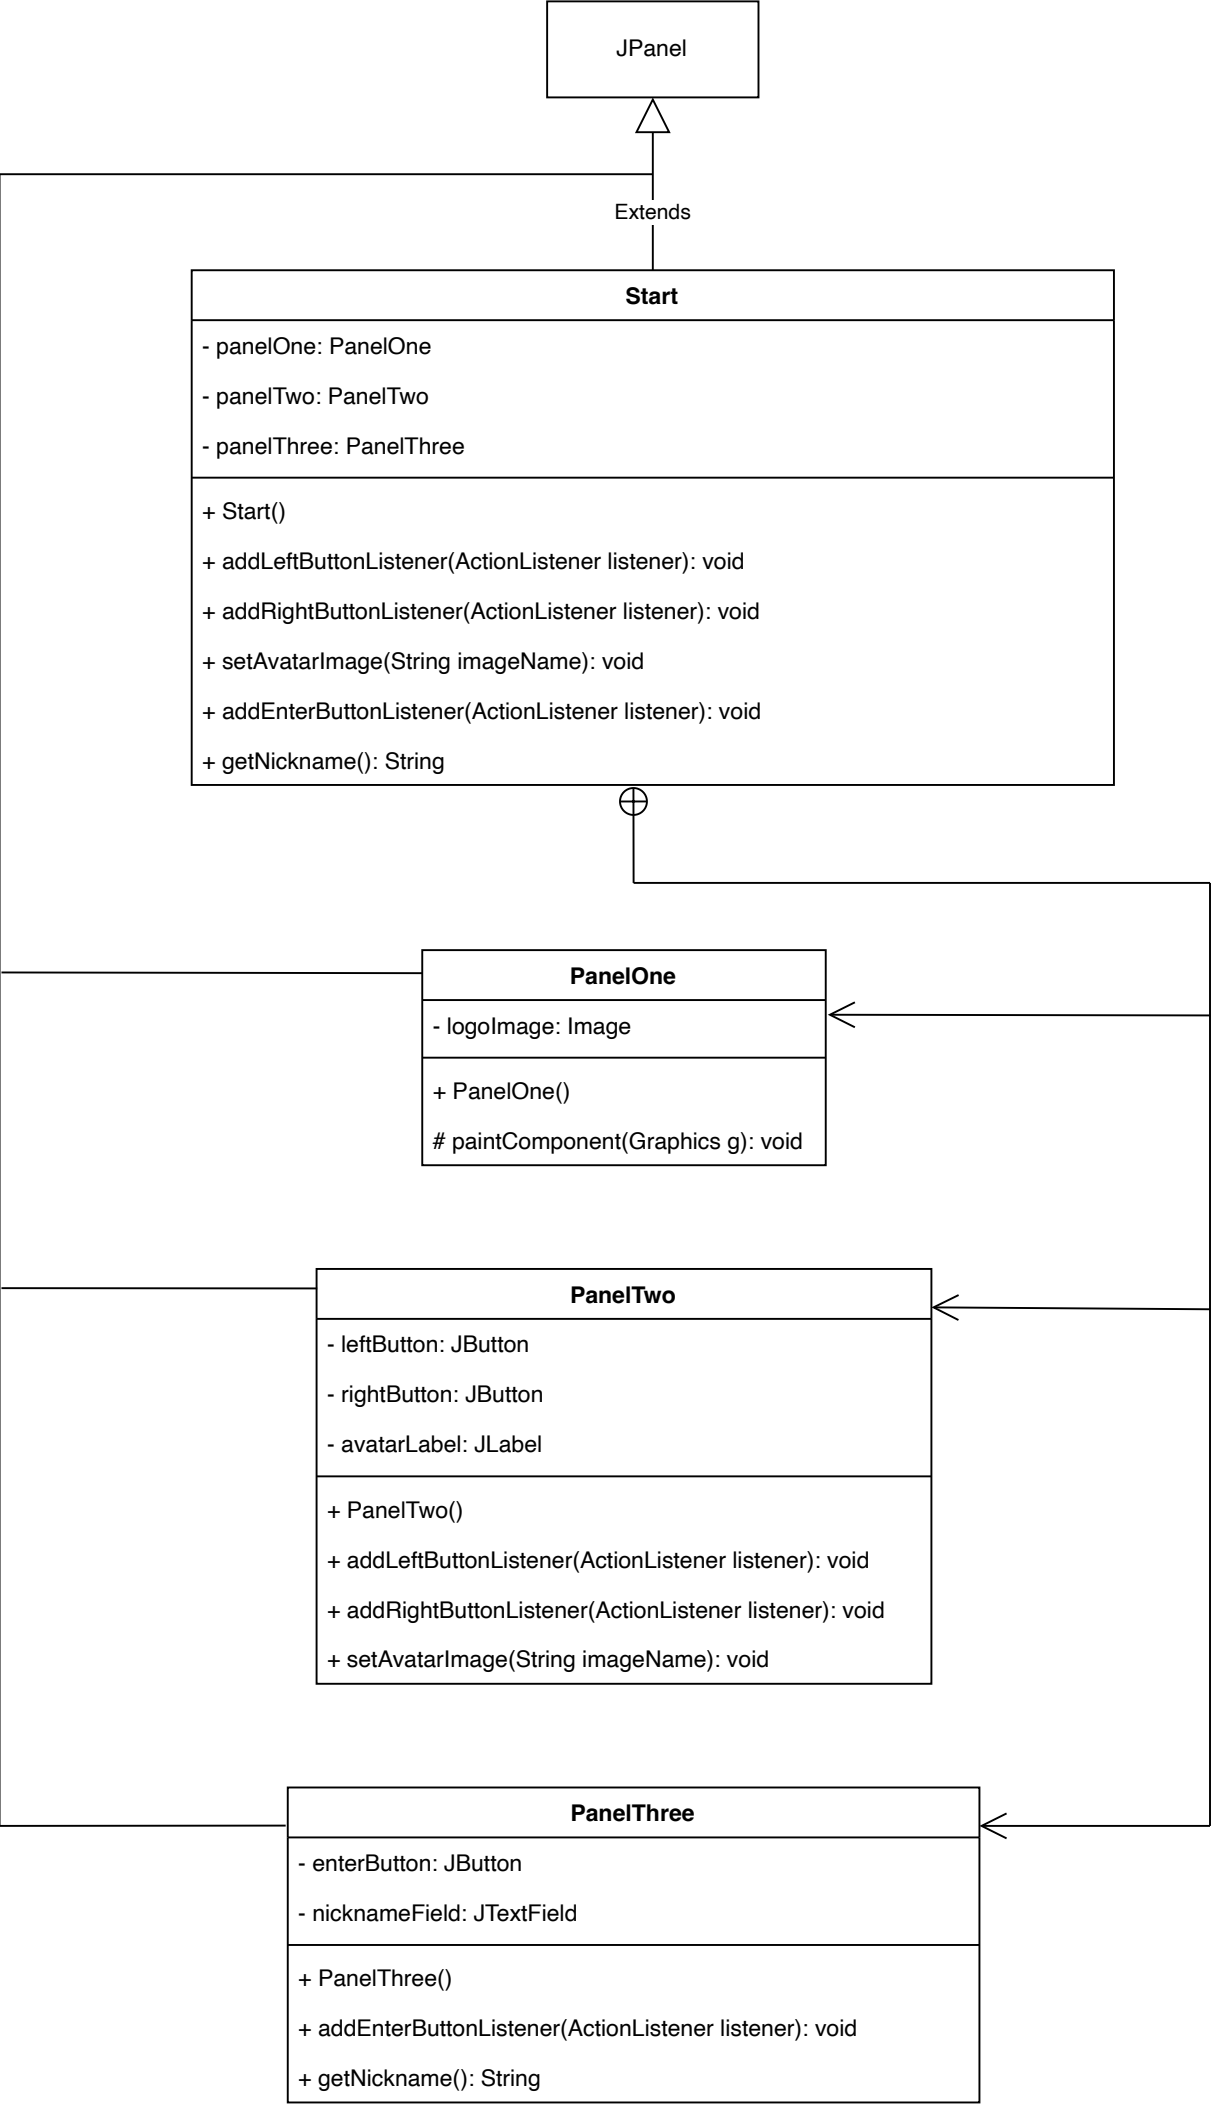 JPanel
Extends
Start
- panelOne: PanelOne
- panelTwo: PanelTwo
- panelThree: PanelThree
+ Start()
+ addLeftButtonListener(ActionListener listener): void
+ addRightButtonListener(ActionListener listener): void
+ setAvatarImage(String imageName): void
+ addEnterButtonListener(ActionListener listener): void
+ getNickname(): String
PanelOne
- logoImage: Image
+ PanelOne()
# paintComponent(Graphics g): void
PanelTwo
- leftButton: JButton
- rightButton: JButton
- avatarLabel: JLabel
+ PanelTwo()
+ addLeftButtonListener(ActionListener listener): void
+ addRightButtonListener(ActionListener listener): void
+ setAvatarImage(String imageName): void
PanelThree
- enterButton: JButton
- nicknameField: JTextField
+ PanelThree()
+ addEnterButtonListener(ActionListener listener): void
+ getNickname(): String